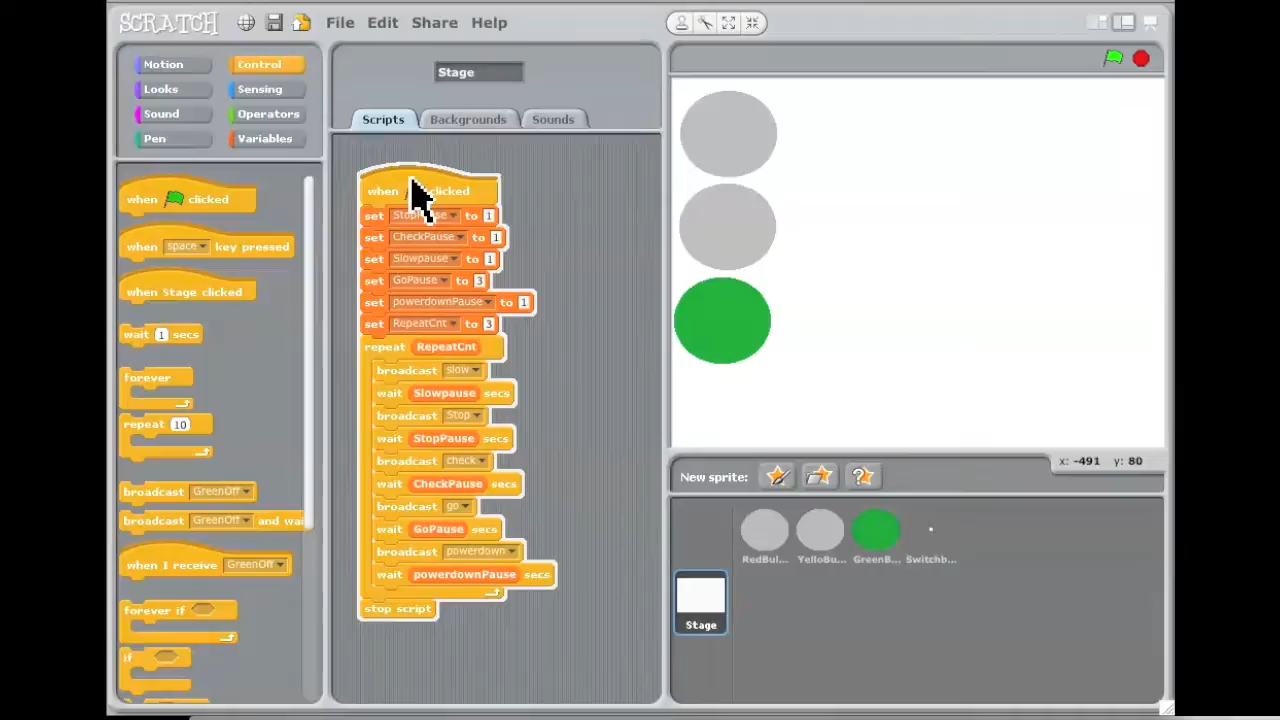 SCRATCH File Edit Share Help
Motion Control
Looks Sensing
Sound Operators
Pen Variables
when clicked
when space key pressed
when Stage clicked
wait 1 secs
forever
repeat 10
broadcast GreenOff
broadcast GreenOff and wai
when I receive GreenOff
forever if
if
Stage
Scripts Backgrounds Sounds
when clicked
set to 1
set CheckPause to 1
set Slowpause to 1
set GoPause to 3
set powerdownPause to 1
set RepeatCnt to 3
repeat RepeatCnt
broadcast slow
wait Slowpause secs
broadcast Stop
wait StopPause secs
broadcast check
wait CheckPause secs
broadcast go
wait GoPause secs
broadcast powerdown
wait powerdownPause secs
stop script
x: -491 y: 80
New sprite:
RedBul... YelloBu... GreenB... Switchb...
Stage